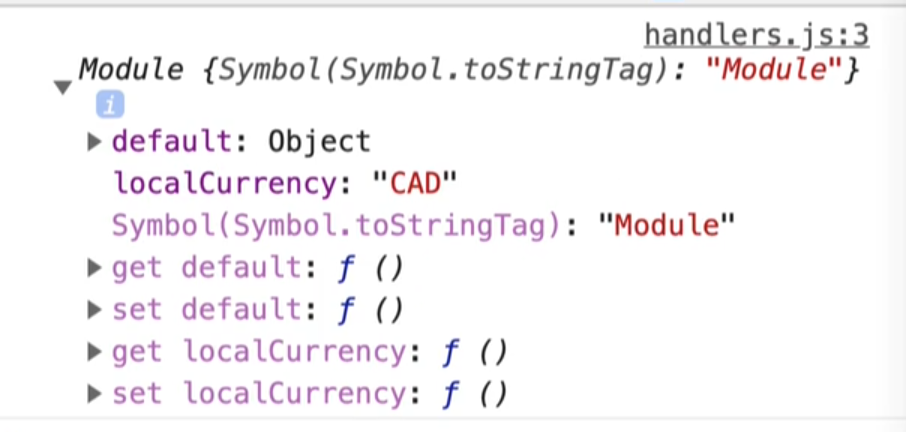 handlers.js:3
Module {Symbol(Symbol.toStringTag): "Module"}
i
default: Object
localCurrency: "CAD"
Symbol(Symbol.toStringTag): "Module"
get default: ƒ ()
set default: ƒ ()
get localCurrency: ƒ ()
set localCurrency: ƒ ()